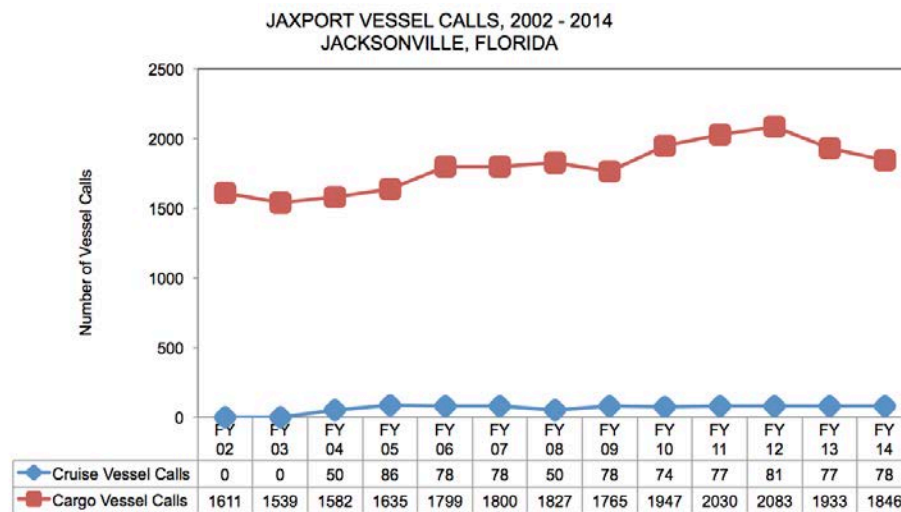 JAXPORT VESSEL CALLS, 2002 - 2014
JACKSONVILLE, FLORIDA
2500
2000
1500
1000
500
0
Number of Vessel Calls
FY 02 FY 03 FY 04 FY 05 FY 06 FY 07 FY 08 FY 09 FY 10 FY 11 FY 12 FY 13 FY 14
Cruise Vessel Calls 0 0 50 86 78 78 50 78 74 77 81 77 78
Cargo Vessel Calls 1611 1539 1582 1635 1799 1800 1827 1765 1947 2030 2083 1933 1846